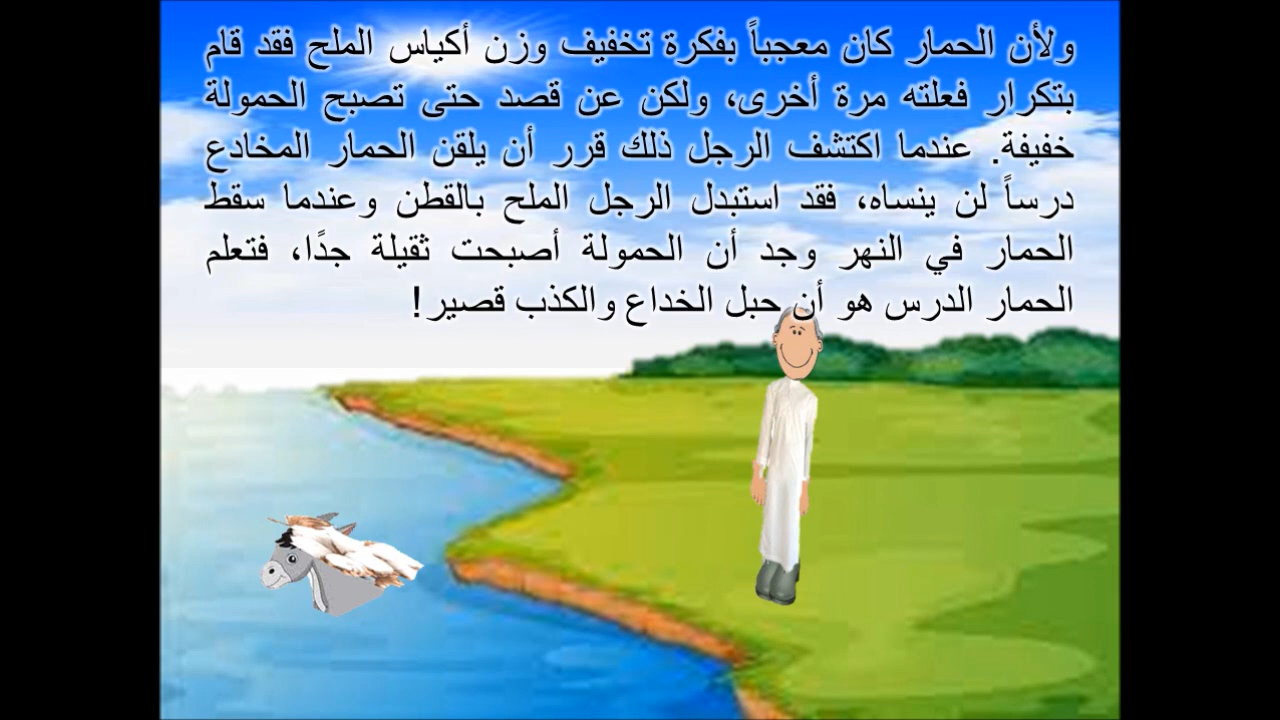 ولأن الحمار كان معجباً بفكرة تخفيف وزن أكياس الملح فقد قام
بتكرار فعلته مرة أخرى، ولكن عن قصد حتى تصبح الحمولة
خفيفة. عندما اكتشف الرجل ذلك قرر أن يلقن الحمار المخادع
درساً لن ينساه، فقد استبدل الرجل الملح بالقطن وعندما سقط
الحمار في النهر وجد أن الحمولة أصبحت ثقيلة جدًا، فتعلم
الحمار الدرس هو أن حبل الخداع والكذب قصير!